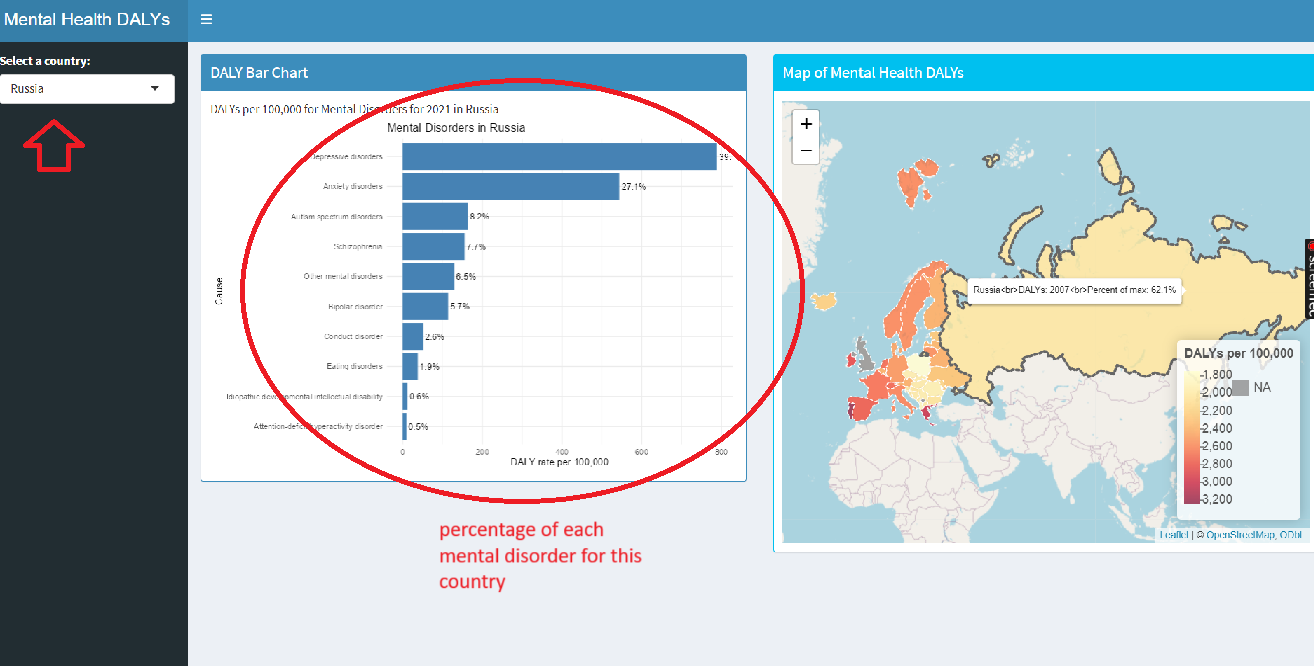 Mental Health DALYs
Select a country:
Russia
DALY Bar Chart
DALYs per 100,000 for Mental Disorders for 2021 in Russia
Mental Disorders in Russia
Cause
Depressive disorders
39.
Anxiety disorders
27.1%
Autism spectrum disorders
8.2%
Schizophrenia
7.7%
Other mental disorders
6.5%
Bipolar disorder
5.7%
Conduct disorder
2.6%
Eating disorders
1.9%
Idiopathic developmental intellectual disability
0.6%
Attention-deficit/hyperactivity disorder
0.5%
0 200 400 600 800
DALY rate per 100,000
percentage of each
mental disorder for this
country
Map of Mental Health DALYs
+
−
Russia<br>DALYs: 2007<br>Percent of max: 62.1%
DALYs per 100,000
1,800
2,000
2,200
2,400
2,600
2,800
3,000
3,200
NA
Leaflet | © OpenStreetMap, ODbL